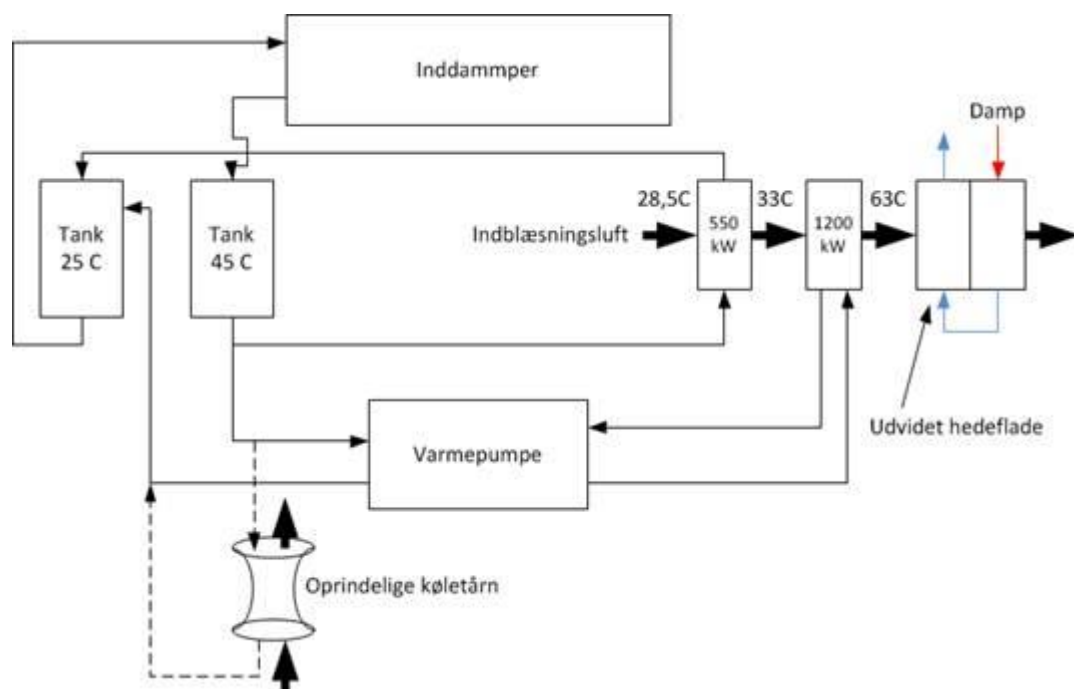 Inddammper
Damp
Tank
25 C
Tank
45 C
28,5C
33C
63C
Indblæsningsluft
550
kW
1200
kW
Varmepumpe
Udvidet hedeflade
Oprindelige køletårn